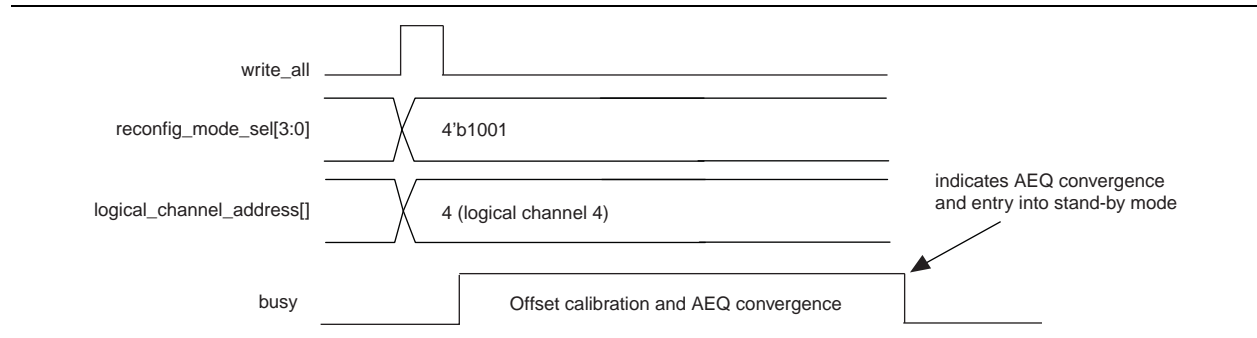 write_all
reconfig_mode_sel[3:0]
4'b1001
logical_channel_address[]
4 (logical channel 4)
indicates AEQ convergence
and entry into stand-by mode
busy
Offset calibration and AEQ convergence